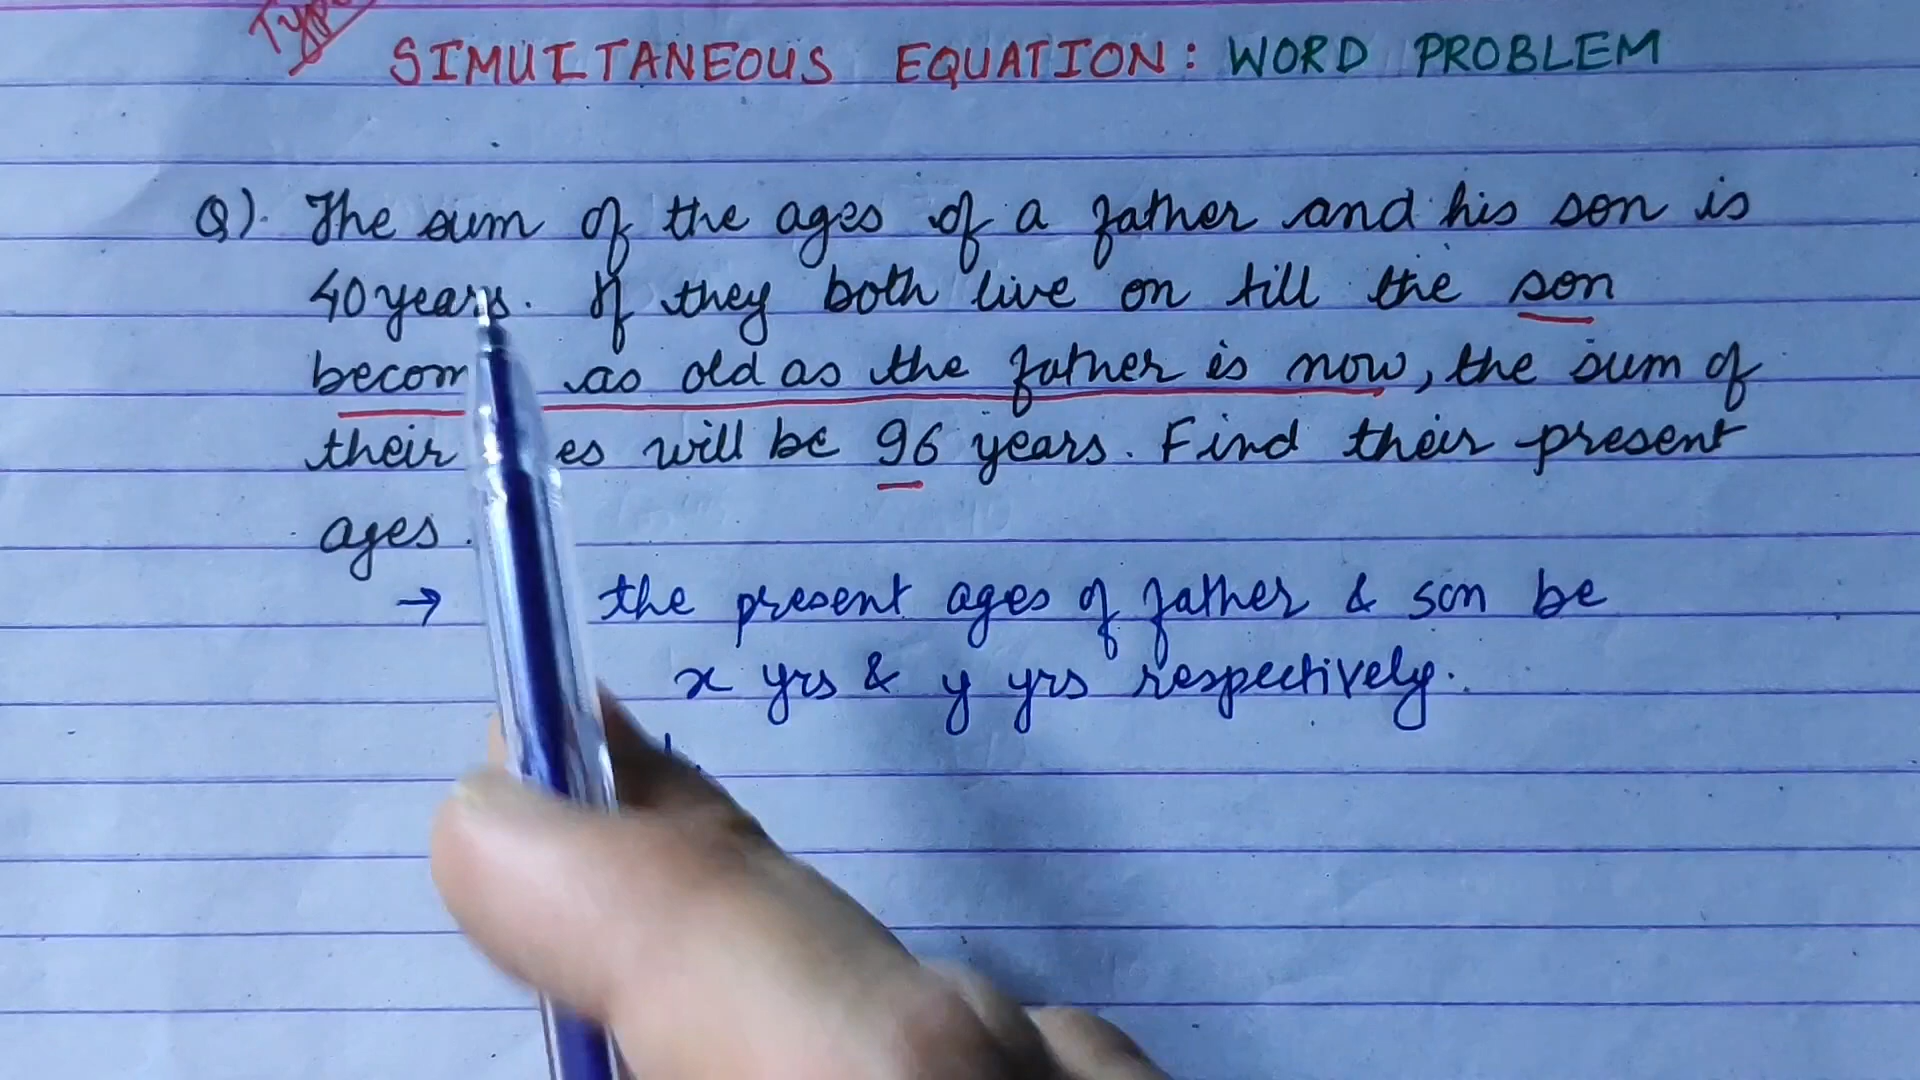 Type
SIMULTANEOUS EQUATION: WORD PROBLEM
Q). The sum of the ages of a father and his son is
40 years. If they both live on till the son
becom as old as the father is now, the sum of
their es will be 96 years. Find their present
ages.
→ the present ages of father & son be
x yrs & y yrs respectively.